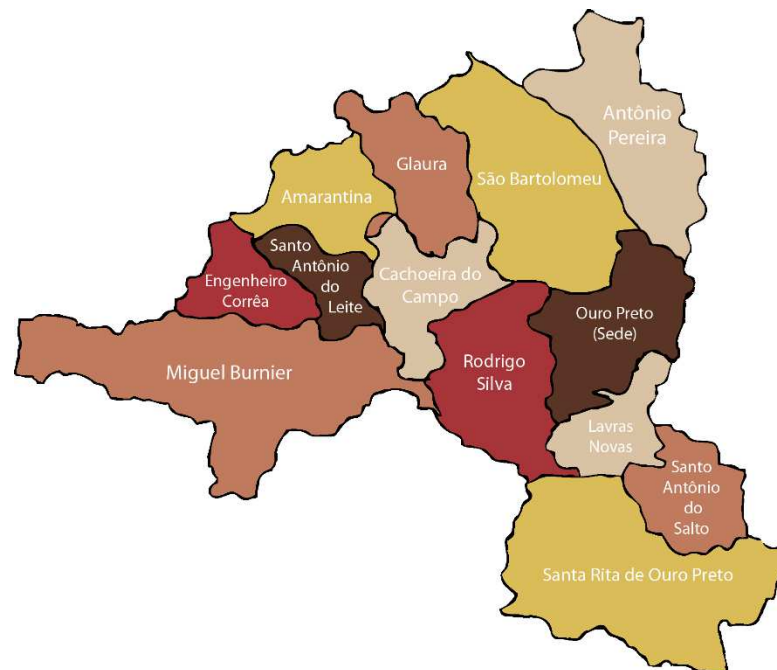 Antônio
Pereira
Glaura
São Bartolomeu
Amarantina
Santo
Antônio
do
Leite
Cachoeira do
Campo
Engenheiro
Corrêa
Ouro Preto
(Sede)
Miguel Burnier
Rodrigo
Silva
Lavras
Novas
Santo
Antônio
do
Salto
Santa Rita de Ouro Preto